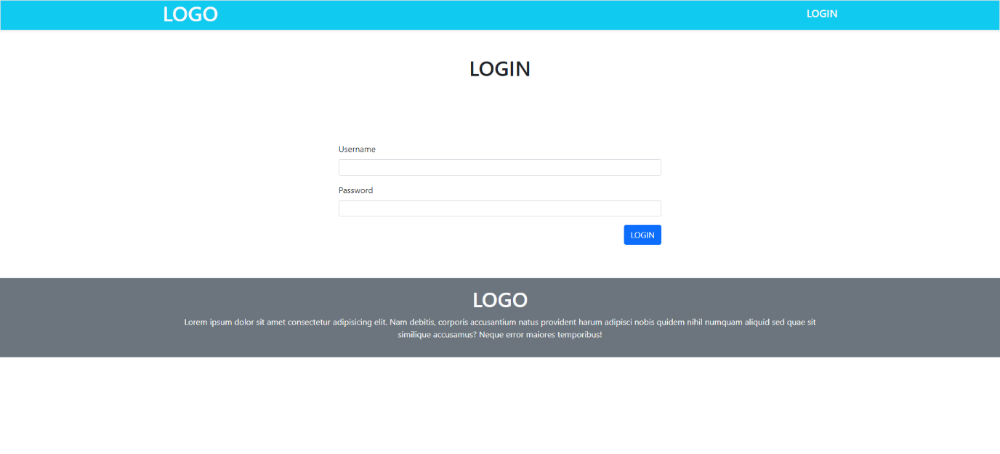 LOGO
LOGIN
LOGIN
Username
Password
LOGIN
LOGO
Lorem ipsum dolor sit amet consectetur adipisicing elit. Nam debitis, corporis accusantium natus provident harum adipisci nobis quidem nihil numquam aliquid sed quae sit
similique accusamus? Neque error maiores temporibus!